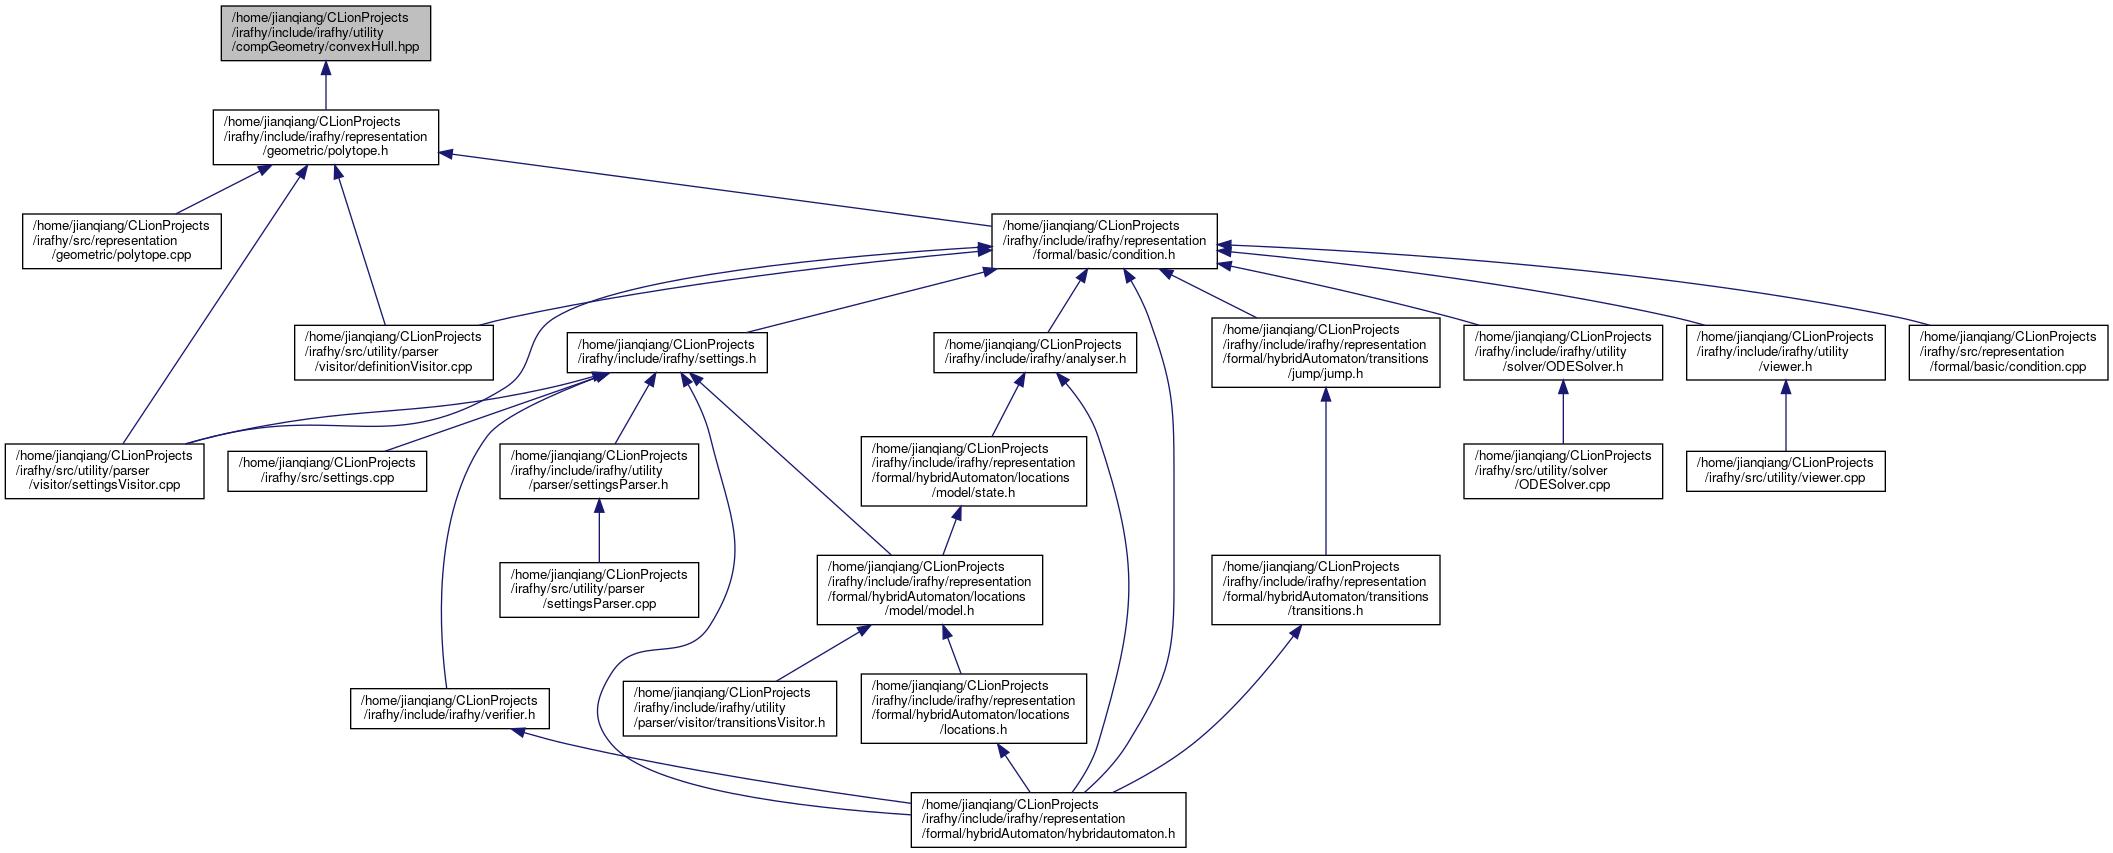 /home/jianqiang/CLionProjects
/irafhy/include/irafhy/utility
/compGeometry/convexHull.hpp
/home/jianqiang/CLionProjects
/irafhy/include/irafhy/representation
/geometric/polytope.h
/home/jianqiang/CLionProjects
/irafhy/src/representation
/geometric/polytope.cpp
/home/jianqiang/CLionProjects
/irafhy/include/irafhy/representation
/formal/basic/condition.h
/home/jianqiang/CLionProjects
/irafhy/src/utility/parser
/visitor/definitionVisitor.cpp
/home/jianqiang/CLionProjects
/irafhy/include/irafhy/settings.h
/home/jianqiang/CLionProjects
/irafhy/include/irafhy/analyser.h
/home/jianqiang/CLionProjects
/irafhy/include/irafhy/representation
/formal/hybridAutomaton/transitions
/jump/jump.h
/home/jianqiang/CLionProjects
/irafhy/include/irafhy/utility
/solver/ODESolver.h
/home/jianqiang/CLionProjects
/irafhy/include/irafhy/utility
/viewer.h
/home/jianqiang/CLionProjects
/irafhy/src/representation
/formal/basic/condition.cpp
/home/jianqiang/CLionProjects
/irafhy/src/utility/parser
/visitor/settingsVisitor.cpp
/home/jianqiang/CLionProjects
/irafhy/src/settings.cpp
/home/jianqiang/CLionProjects
/irafhy/include/irafhy/utility
/parser/settingsParser.h
/home/jianqiang/CLionProjects
/irafhy/include/irafhy/representation
/formal/hybridAutomaton/locations
/model/state.h
/home/jianqiang/CLionProjects
/irafhy/src/utility/solver
/ODESolver.cpp
/home/jianqiang/CLionProjects
/irafhy/src/utility/viewer.cpp
/home/jianqiang/CLionProjects
/irafhy/src/utility/parser
/settingsParser.cpp
/home/jianqiang/CLionProjects
/irafhy/include/irafhy/representation
/formal/hybridAutomaton/locations
/model/model.h
/home/jianqiang/CLionProjects
/irafhy/include/irafhy/representation
/formal/hybridAutomaton/transitions
/transitions.h
/home/jianqiang/CLionProjects
/irafhy/include/irafhy/verifier.h
/home/jianqiang/CLionProjects
/irafhy/include/irafhy/utility
/parser/visitor/transitionsVisitor.h
/home/jianqiang/CLionProjects
/irafhy/include/irafhy/representation
/formal/hybridAutomaton/locations
/locations.h
/home/jianqiang/CLionProjects
/irafhy/include/irafhy/representation
/formal/hybridAutomaton/hybridautomaton.h